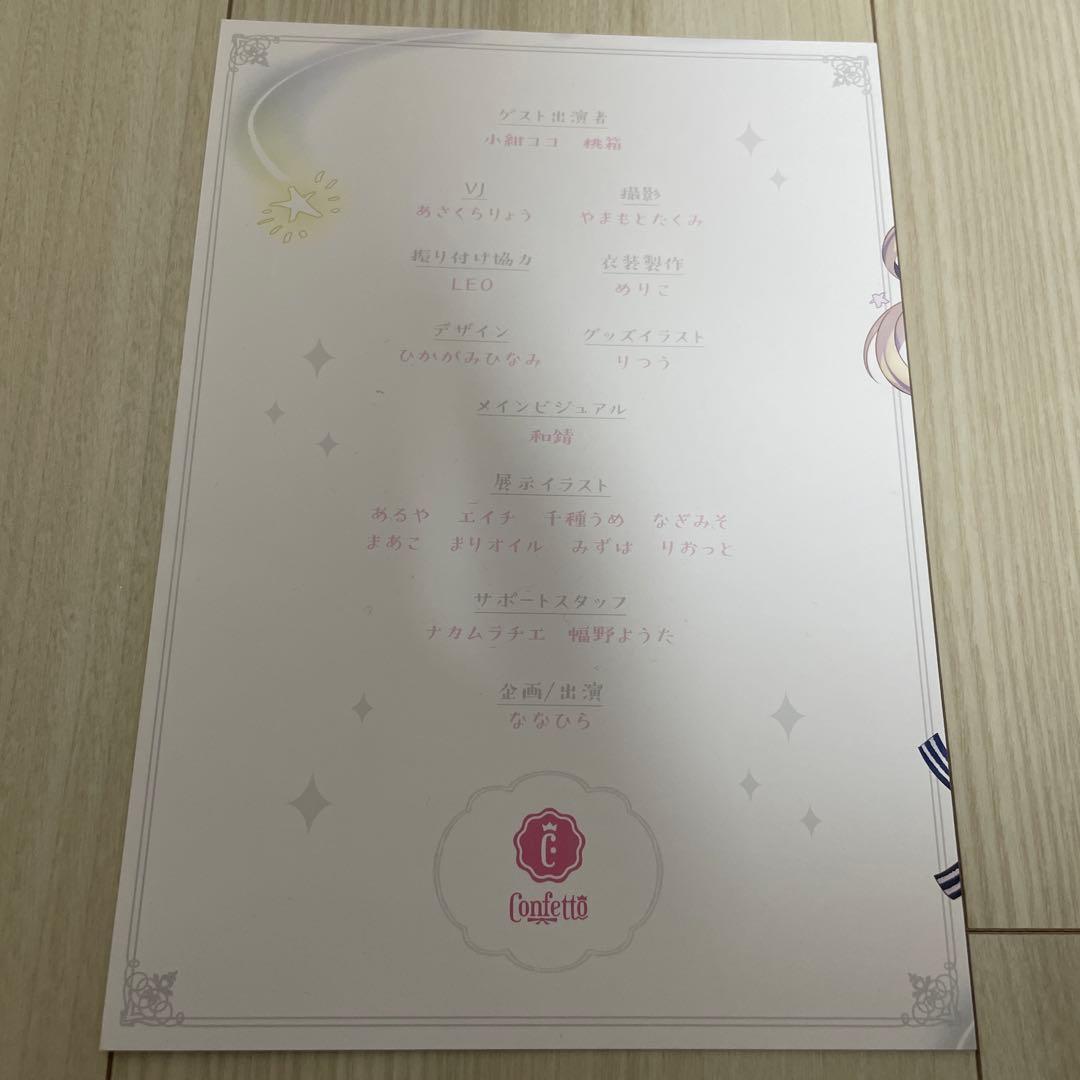 ゲスト出演者
小紺ココ 桃箱
VJ 撮影
あさくらりょう やまもとたくみ
振り付け協力 衣装製作
LEO めりこ
デザイン グッズイラスト
ひかがみひなみ りつう
メインビジュアル
和錆
展示イラスト
あるや エイチ 千種うめ なぎみそ
まあこ まりオイル みずは りおっと
サポートスタッフ
ナカムラチエ 幅野ようた
企画/出演
ななひら
C
Confetto